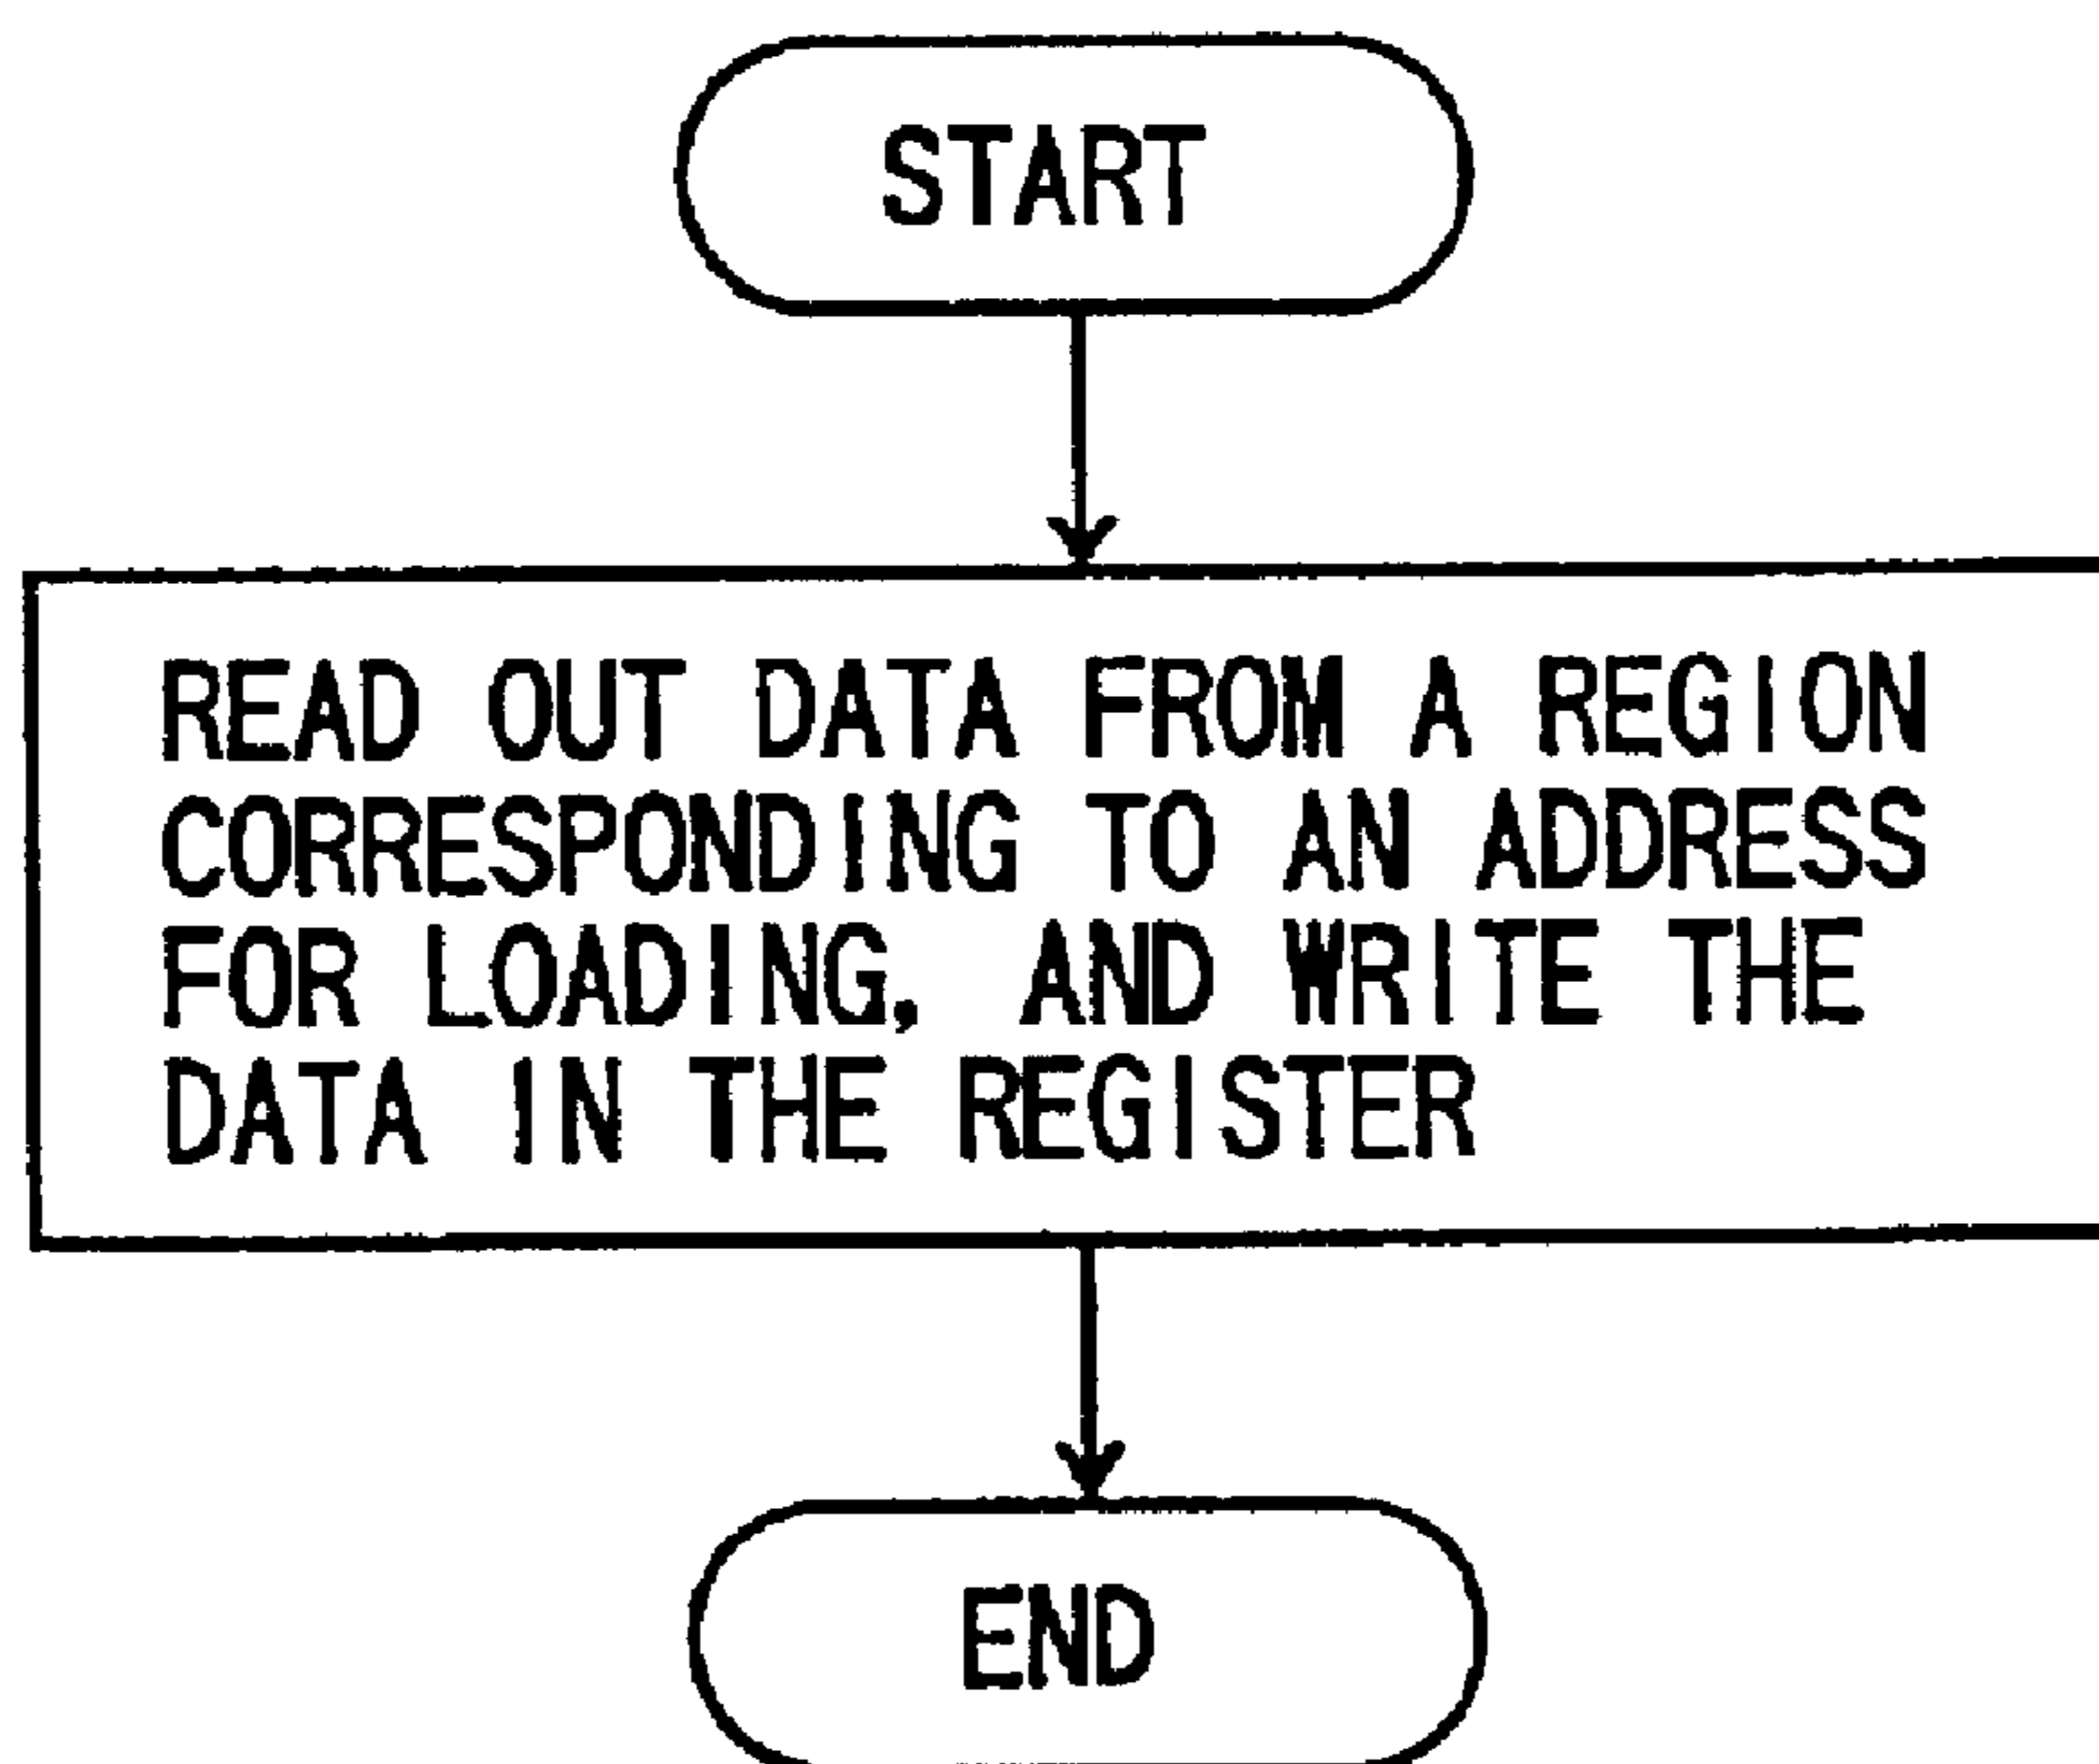 START
READ OUT DATA FROM A REGION
CORRESPONDING TO AN ADDRESS
FOR LOADING, AND WRITE THE
DATA IN THE REGISTER
END